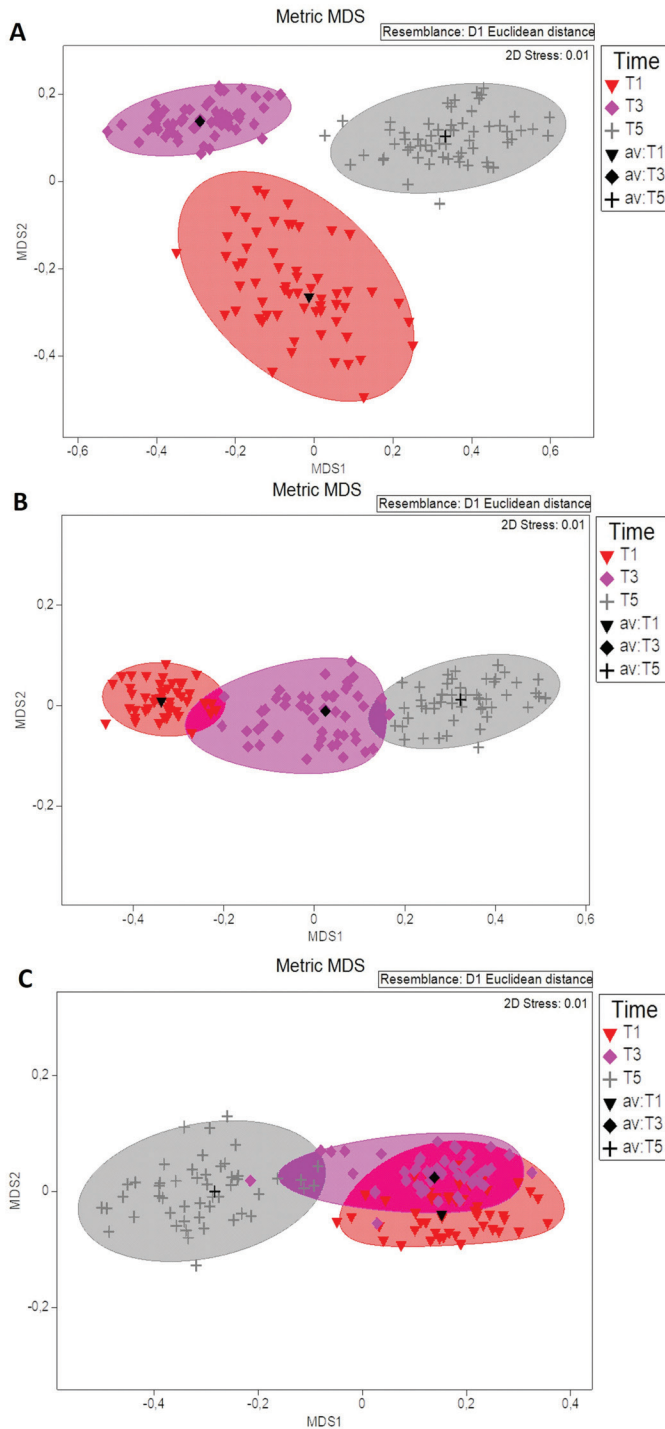 A
Metric MDS
Resemblance: D1 Euclidean distance
2D Stress: 0.01
Time
T1
T3
T5
av:T1
av:T3
av:T5
MDS2
0,2
0
-0,2
-0,4
-0,6 -0,4 -0,2 0 0,2 0,4 0,6
MDS1
B
Metric MDS
Resemblance: D1 Euclidean distance
2D Stress: 0.01
Time
T1
T3
T5
av:T1
av:T3
av:T5
MDS2
0,2
0
-0,2
-0,4 -0,2 0 0,2 0,4 0,6
MDS1
C
Metric MDS
Resemblance: D1 Euclidean distance
2D Stress: 0.01
Time
T1
T3
T5
av:T1
av:T3
av:T5
MDS2
0,2
0
-0,2
-0,4 -0,2 0 0,2 0,4
MDS1